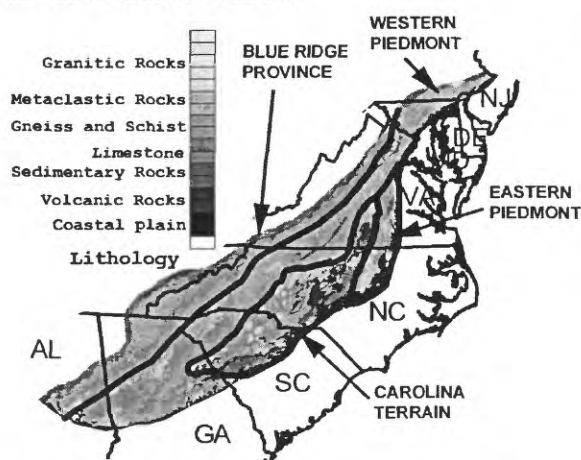 WESTERN
PIEDMONT
BLUE RIDGE
PROVINCE
Granitic Rocks
Metaclastic Rocks
Gneiss and Schist
Limestone
Sedimentary Rocks
Volcanic Rocks
Coastal plain
Lithology
NJ
DE
VA
EASTERN
PIEDMONT
NC
AL
SC
CAROLINA
TERRAIN
GA